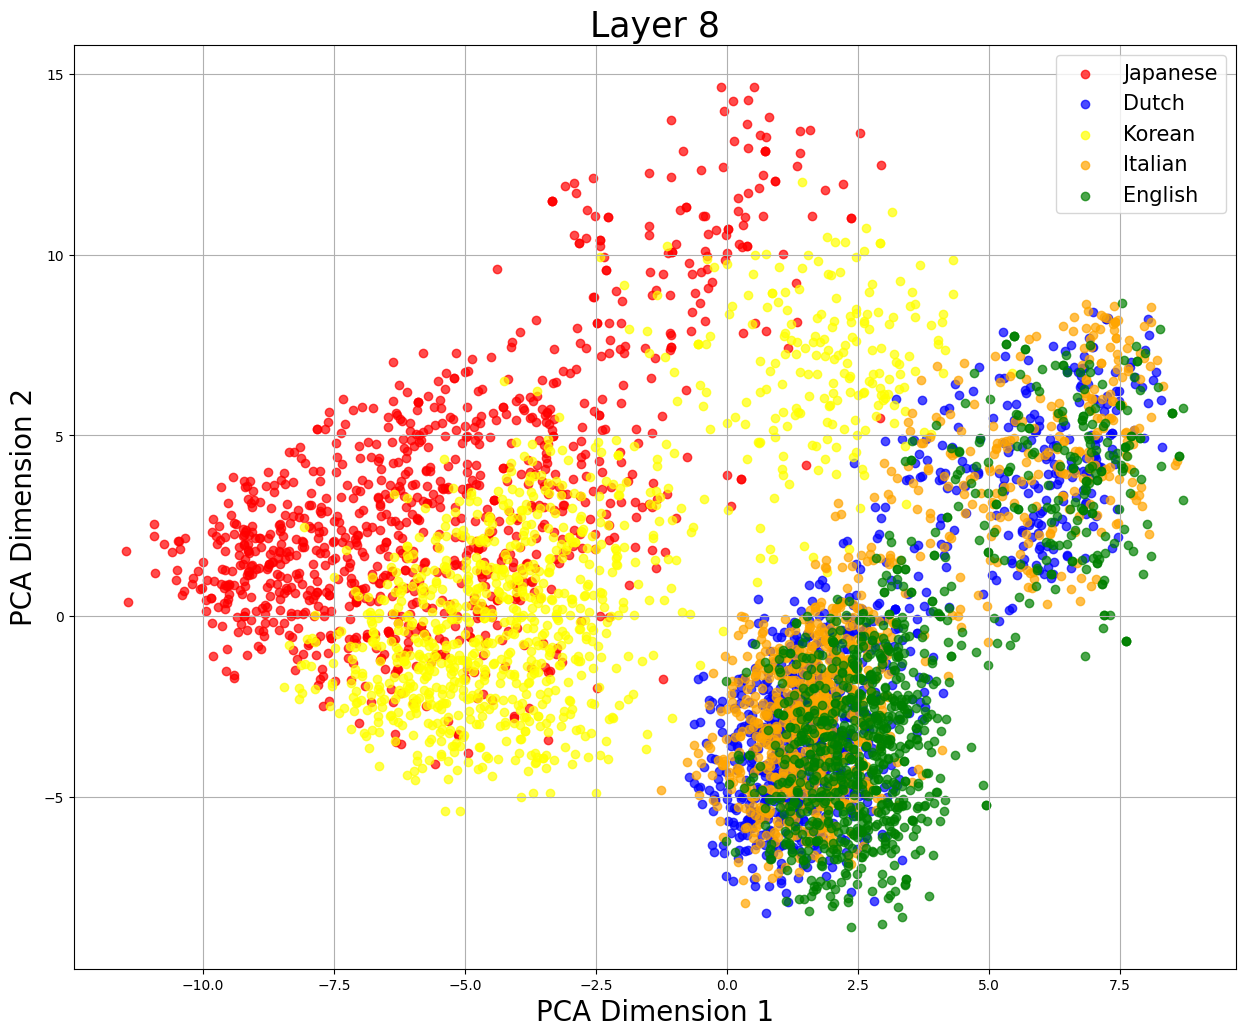 Layer 8
Japanese
Dutch
Korean
Italian
English
15
10
5
0
−5
PCA Dimension 2
−10.0 −7.5 −5.0 −2.5 0.0 2.5 5.0 7.5
PCA Dimension 1